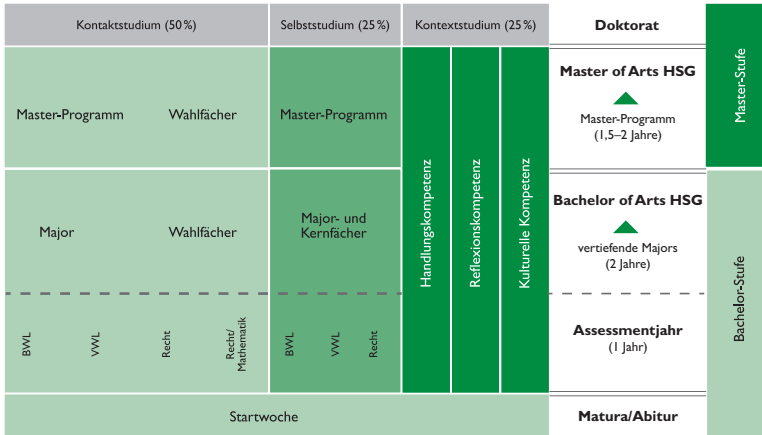 Kontaktstudium (50 %)
Selbststudium (25 %)
Kontextstudium (25 %)
Doktorat
Master-Programm
Wahlfächer
Master-Programm
Handlungskompetenz
Reflexionskompetenz
Kulturelle Kompetenz
Master of Arts HSG
Master-Programm
(1,5–2 Jahre)
Master-Stufe
Major
Wahlfächer
Major- und
Kernfächer
Bachelor of Arts HSG
vertiefende Majors
(2 Jahre)
Bachelor-Stufe
BWL
VWL
Recht
Recht/
Mathematik
BWL
VWL
Recht
Assessmentjahr
(1 Jahr)
Startwoche
Matura/Abitur